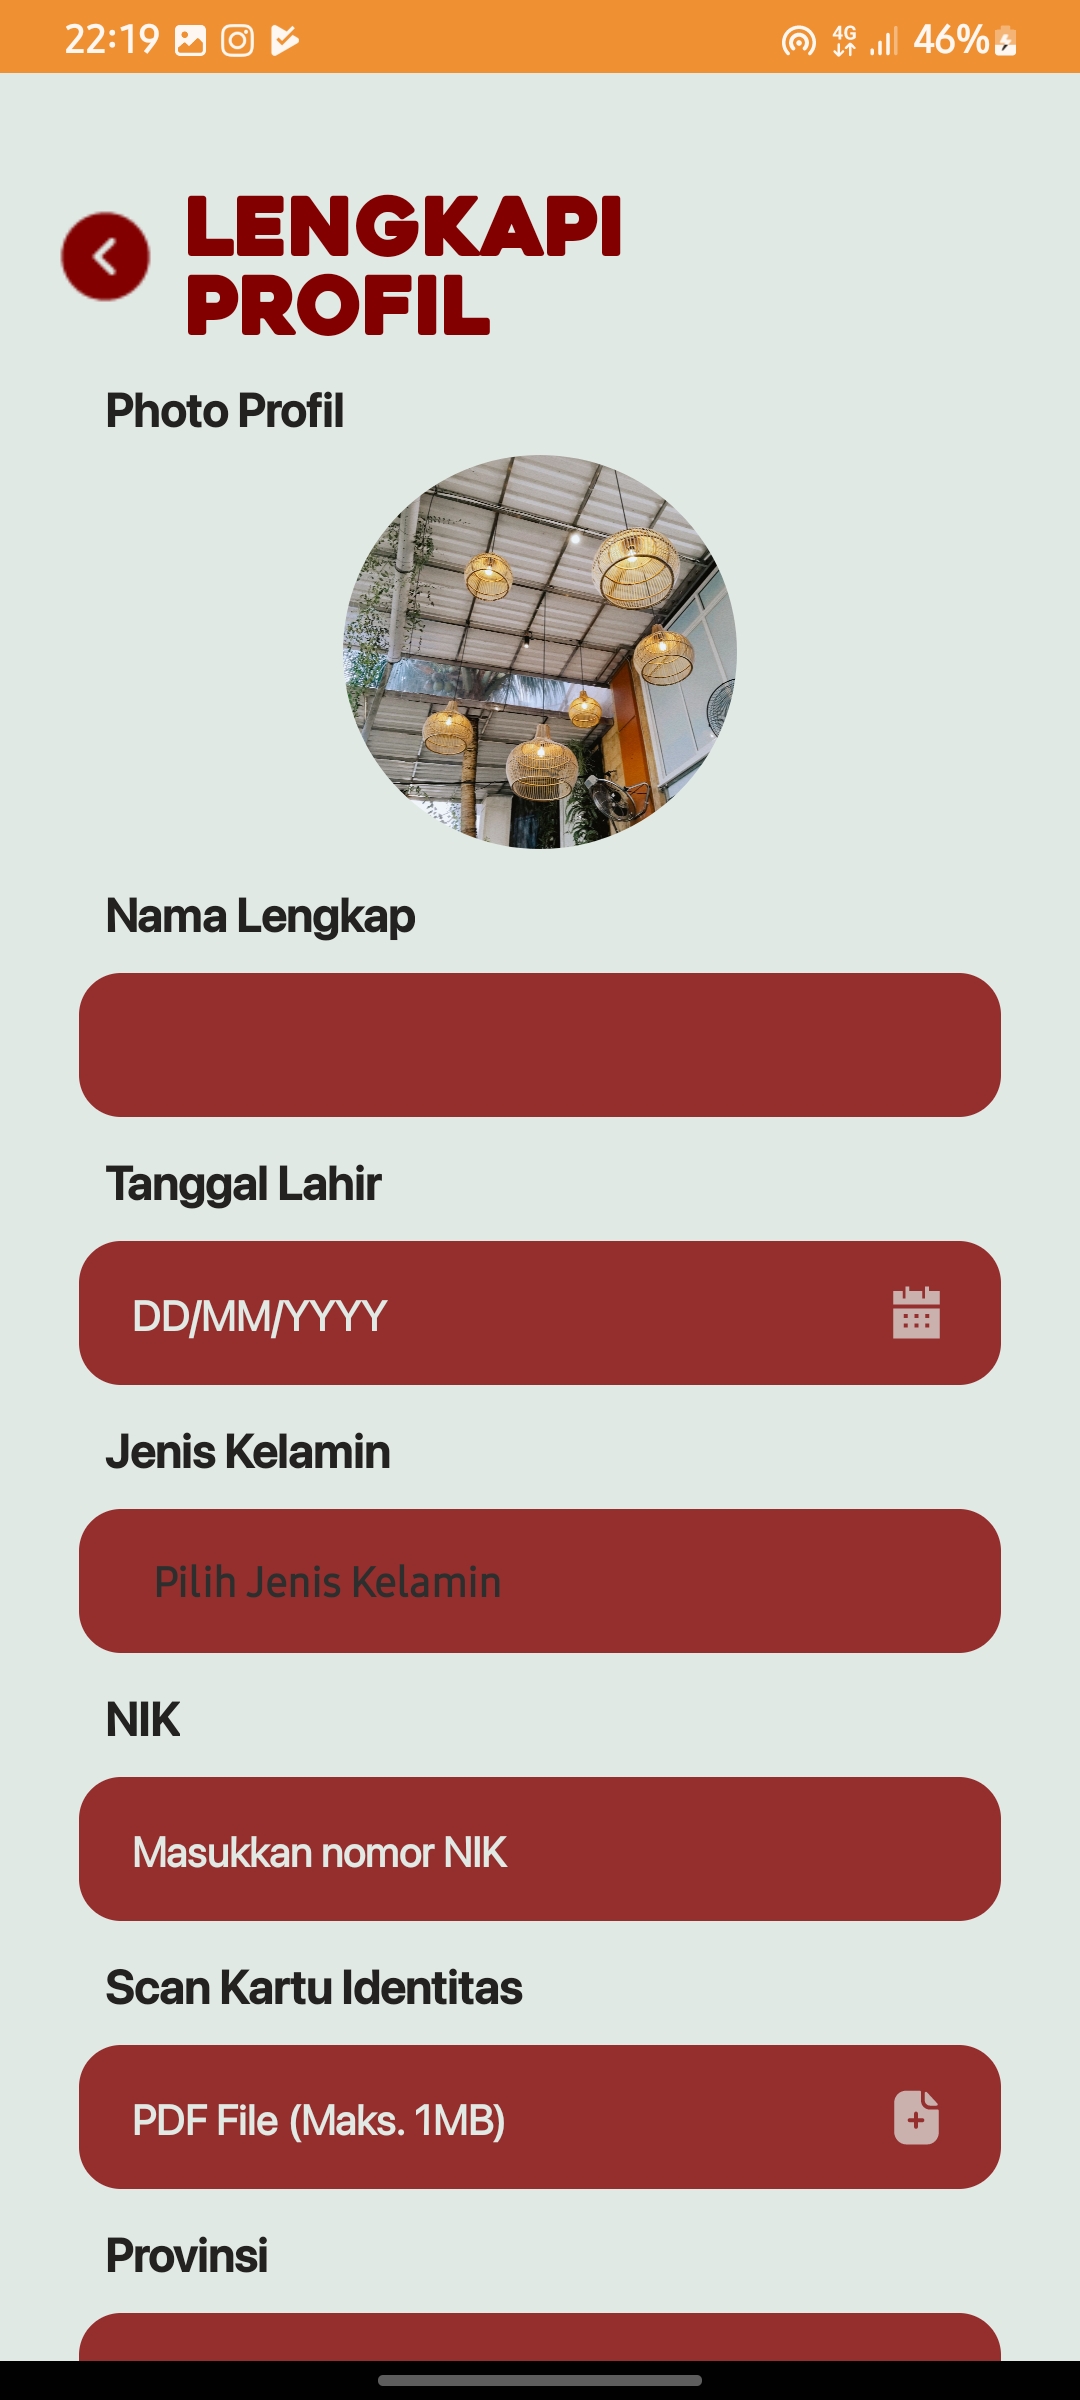 22:19 4G 46%
LENGKAPI
PROFIL
Photo Profil
Nama Lengkap
Tanggal Lahir
DD/MM/YYYY
Jenis Kelamin
Pilih Jenis Kelamin
NIK
Masukkan nomor NIK
Scan Kartu Identitas
PDF File (Maks. 1MB)
Provinsi